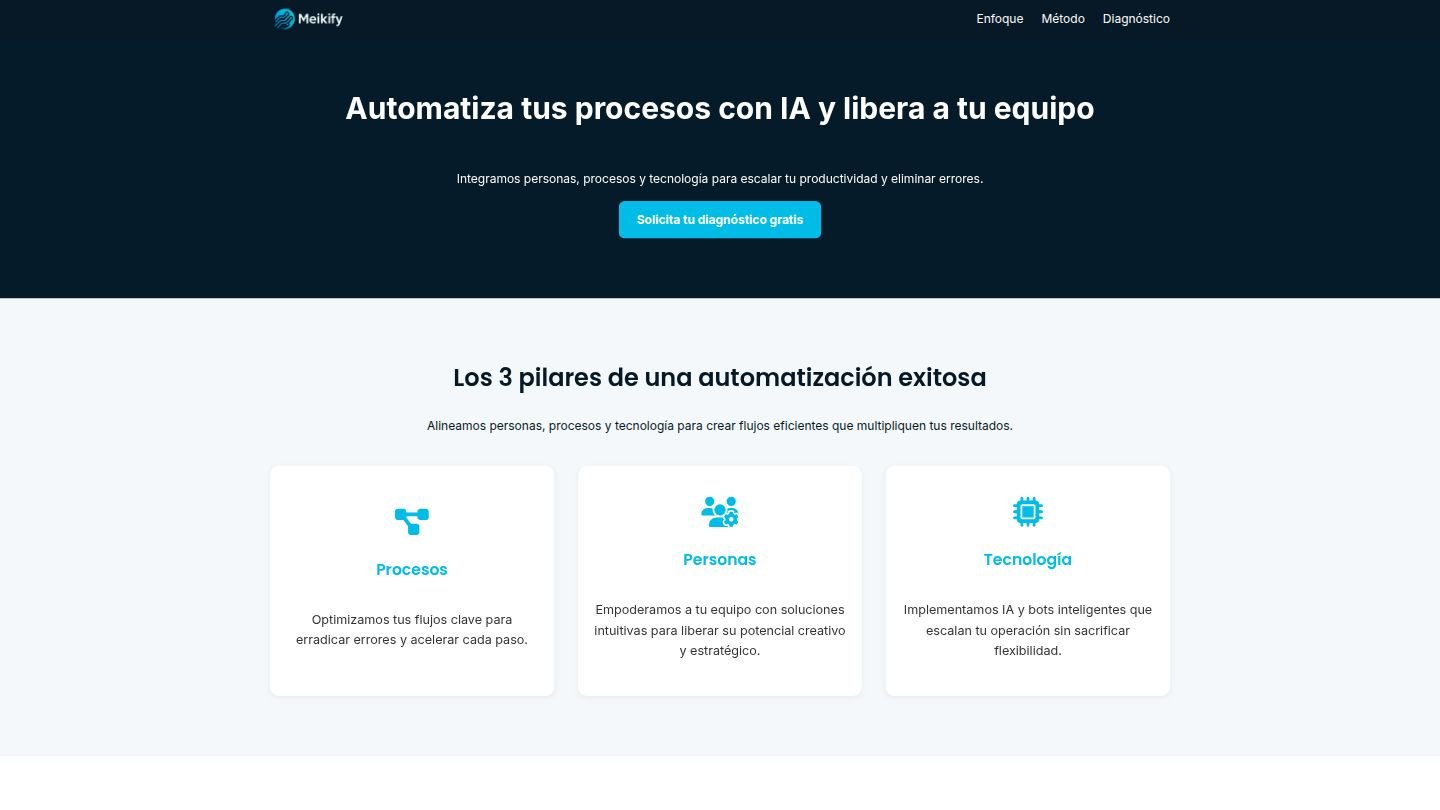 Meikify
Enfoque
Método
Diagnóstico
Automatiza tus procesos con IA y libera a tu equipo
Integramos personas, procesos y tecnología para escalar tu productividad y eliminar errores.
Solicita tu diagnóstico gratis
Los 3 pilares de una automatización exitosa
Alineamos personas, procesos y tecnología para crear flujos eficientes que multipliquen tus resultados.
Procesos
Optimizamos tus flujos clave para
erradicar errores y acelerar cada paso.
Personas
Empoderamos a tu equipo con soluciones
intuitivas para liberar su potencial creativo
y estratégico.
Tecnología
Implementamos IA y bots inteligentes que
escalan tu operación sin sacrificar
flexibilidad.